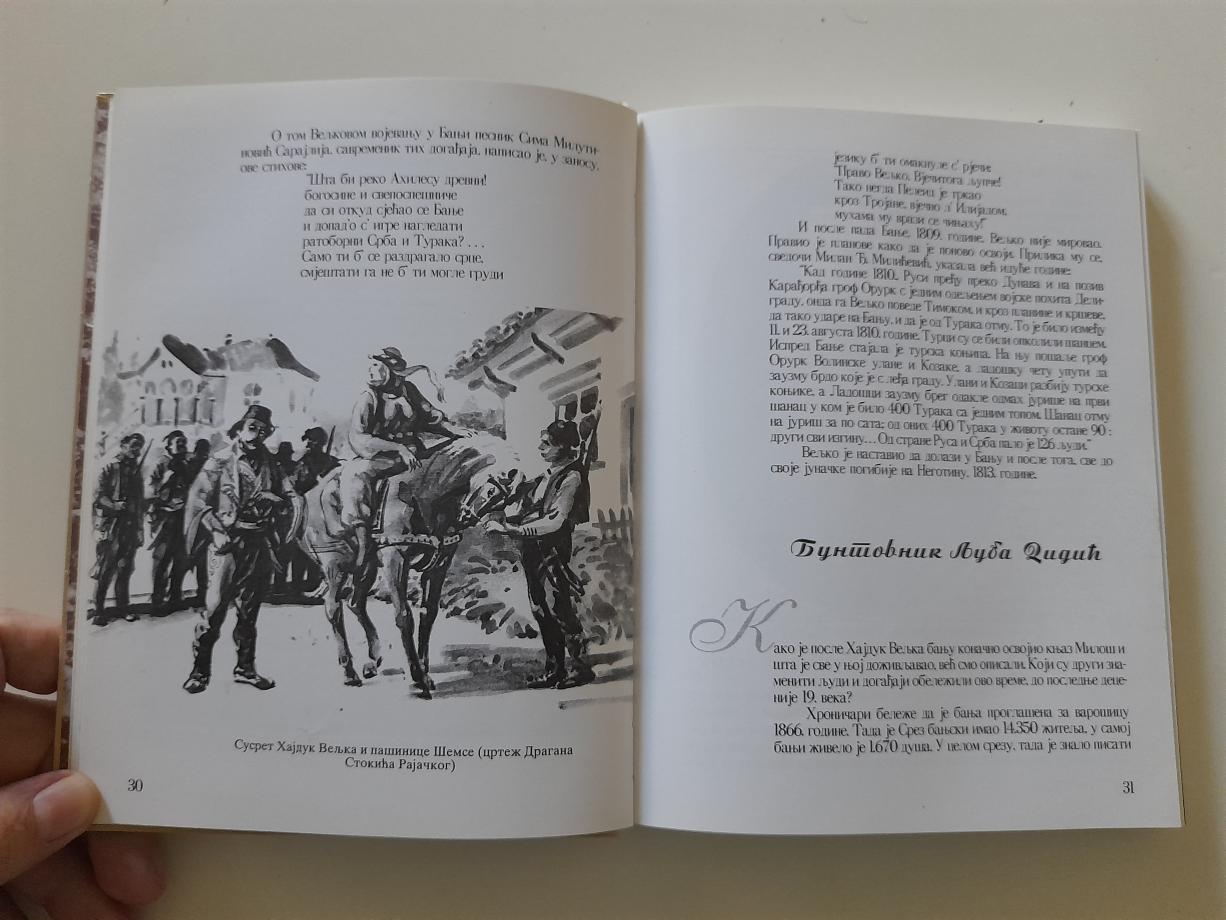 О том Вељковом војевању у Бањи песник Сима Милути-
новић Сарајлија, савременик тих догађаја, написао је, у заносу,
ове стихове:
"Шта би реко Ахилесу древни!
богосине и свепоспешниче
да си откуд сјећао се Бање
и допад'о с' игре нагледати
ратоборни Срба и Турака? . . .
Само ти б' се раздрагало срце,
смјештати га не б' ти могле груди
Сусрет Хајдук Вељка и пашинице Шемсе (цртеж Драгана
Стокића Рајачког)
30
језику б' ти омакнуле с' рјечи:
"Право Вељко, Вјечитога љупче!
Тако негла Пелеиш је тркао
кроз Тројане, вјечно л' Илијадом,
мухама му врази се чињаху!"
И после пада Бање, 1809. године, Вељко није мировао.
Правио је планове како да је поново освоји. Прилика му се,
сведочи Милан Ђ. Милићевић, указала већ идуће године:
"Кад године 1810., Руси пређу преко Дунава и на позив
Карађорђа гроф Орурк с једним одељењем војске похита Дели-
граду, онда га Вељко поведе Тимоком, и кроз планине и кршеве,
да тако ударе на Бању, и да је од Турака отму. То је било између
11. и 23. августа 1810. године. Турци су се били опколили шанцем.
Испред Бање стајала је турска коњица. На њу пошаље гроф
Орурк Волинске улане и Козаке, а ладошку чету упути да
заузму брдо које је с леђа граду. Улани и Козаци разбију турске
коњике, а Ладошци заузму брег одакле одмах јурише на први
шанац у ком је било 400 Турака са једним топом. Шанац отму
на јуриш за по сата; од оних 400 Турака у животу остане 90 :
други сви изгину... Од стране Руса и Срба пало је 126 људи."
Вељко је наставио да долази у Бању и после тога, све до
своје јуначке погибије на Неготину, 1813. године.
Бунтовник Љуба Дидић
Како је после Хајдук Вељка бању коначно освојио књаз Милош и
шта је све у њој доживљавао, већ смо описали. Који су други зна-
менити људи и догађаји обележили ово време, до последње деце-
није 19. века?
Хроничари бележе да је бања проглашена за варошицу
1866. године. Тада је Срез бањски имао 14.350 житеља, у самој
бањи живело је 1.670 душа. У целом срезу, тада је знало писати
31